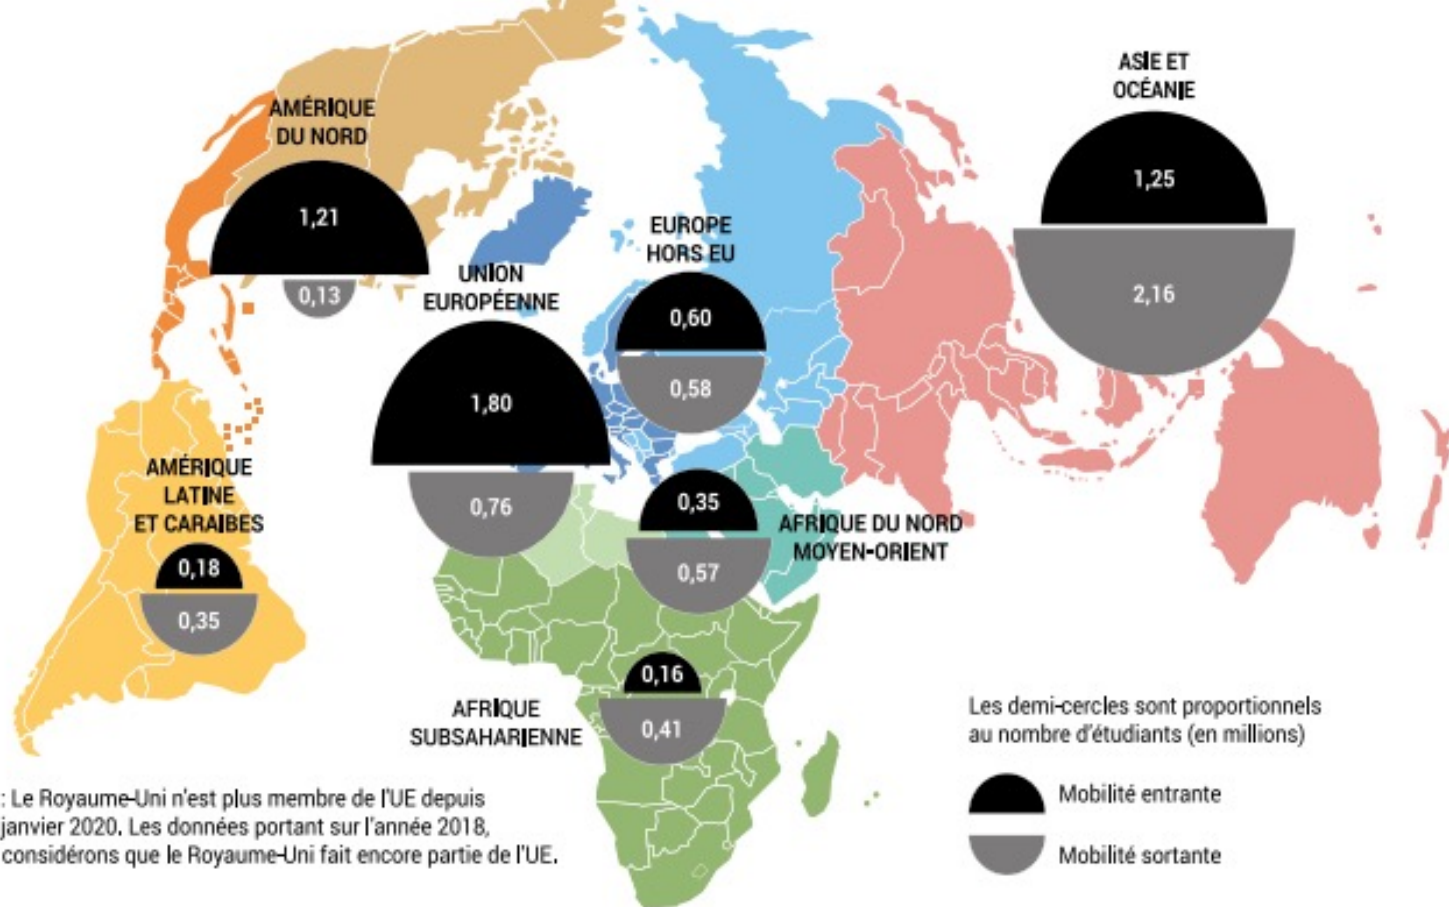 AMÉRIQUE
DU NORD
1,21
0,13
ASIE ET
OCÉANIE
1,25
2,16
EUROPE
HORS EU
0,60
0,58
UNION
EUROPÉENNE
1,80
0,76
AMÉRIQUE
LATINE
ET CARAIBES
0,18
0,35
0,35
0,57
AFRIQUE DU NORD
MOYEN-ORIENT
0,16
0,41
AFRIQUE
SUBSAHARIENNE
Les demi-cercles sont proportionnels
au nombre d'étudiants (en millions)
Mobilité entrante
Mobilité sortante
: Le Royaume-Uni n'est plus membre de l'UE depuis
janvier 2020. Les données portant sur l'année 2018,
considérons que le Royaume-Uni fait encore partie de l'UE.